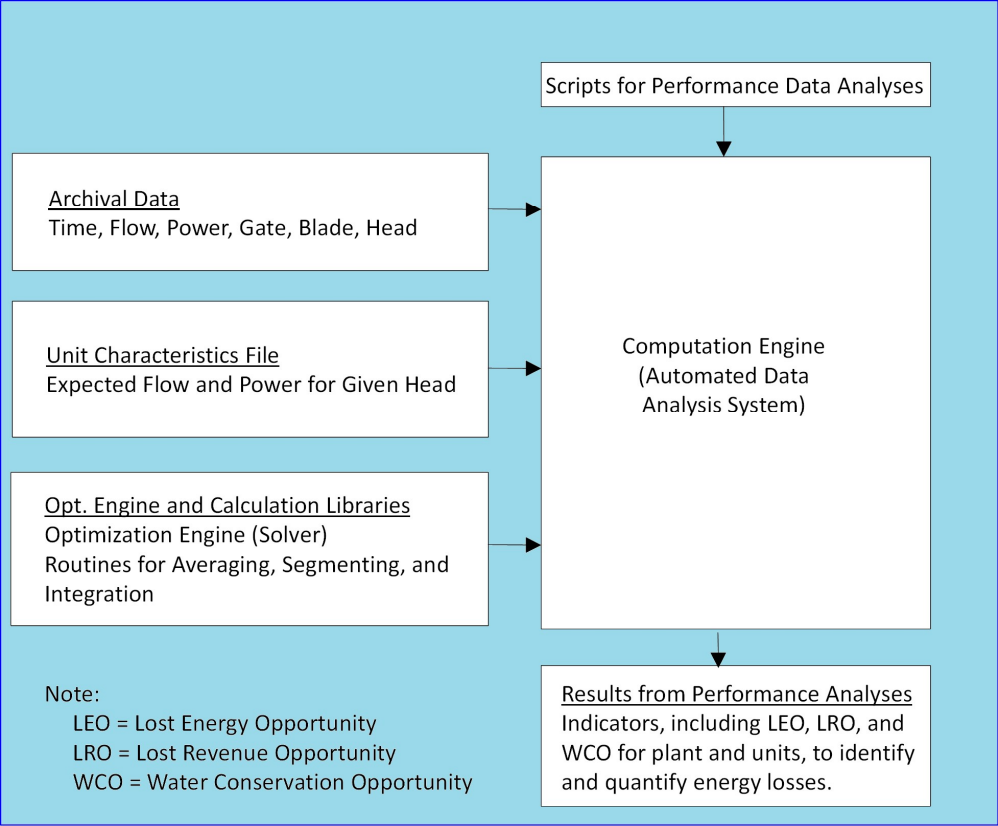 Scripts for Performance Data Analyses
Archival Data
Time, Flow, Power, Gate, Blade, Head
Unit Characteristics File
Expected Flow and Power for Given Head
Computation Engine
(Automated Data
Analysis System)
Opt. Engine and Calculation Libraries
Optimization Engine (Solver)
Routines for Averaging, Segmenting, and
Integration
Note:
LEO = Lost Energy Opportunity
LRO = Lost Revenue Opportunity
WCO = Water Conservation Opportunity
Results from Performance Analyses
Indicators, including LEO, LRO, and
WCO for plant and units, to identify
and quantify energy losses.